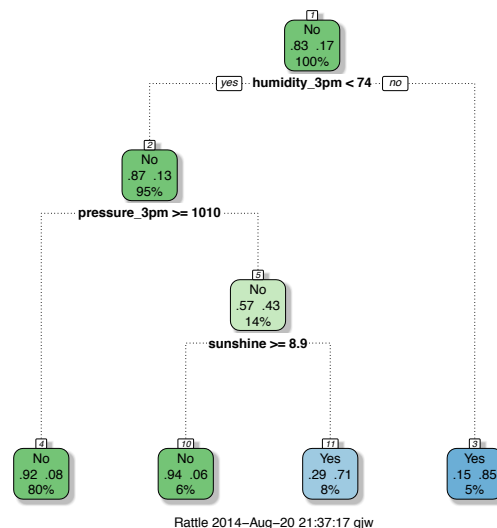 1
No
.83 .17
100%
yes humidity_3pm < 74 no
2
No
.87 .13
95%
pressure_3pm >= 1010
5
No
.57 .43
14%
sunshine >= 8.9
4
No
.92 .08
80%
10
No
.94 .06
6%
11
Yes
.29 .71
8%
3
Yes
.15 .85
5%
Rattle 2014−Aug−20 21:37:17 gjw